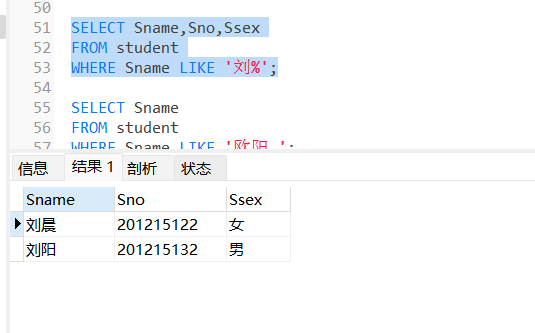 50
51 SELECT Sname,Sno,Ssex
52 FROM student
53 WHERE Sname LIKE '刘%';
54
55 SELECT Sname
56 FROM student
57 WHERE Sname LIKE '欧阳_';
信息 结果 1 剖析 状态
Sname Sno Ssex
刘晨 201215122 女
刘阳 201215132 男